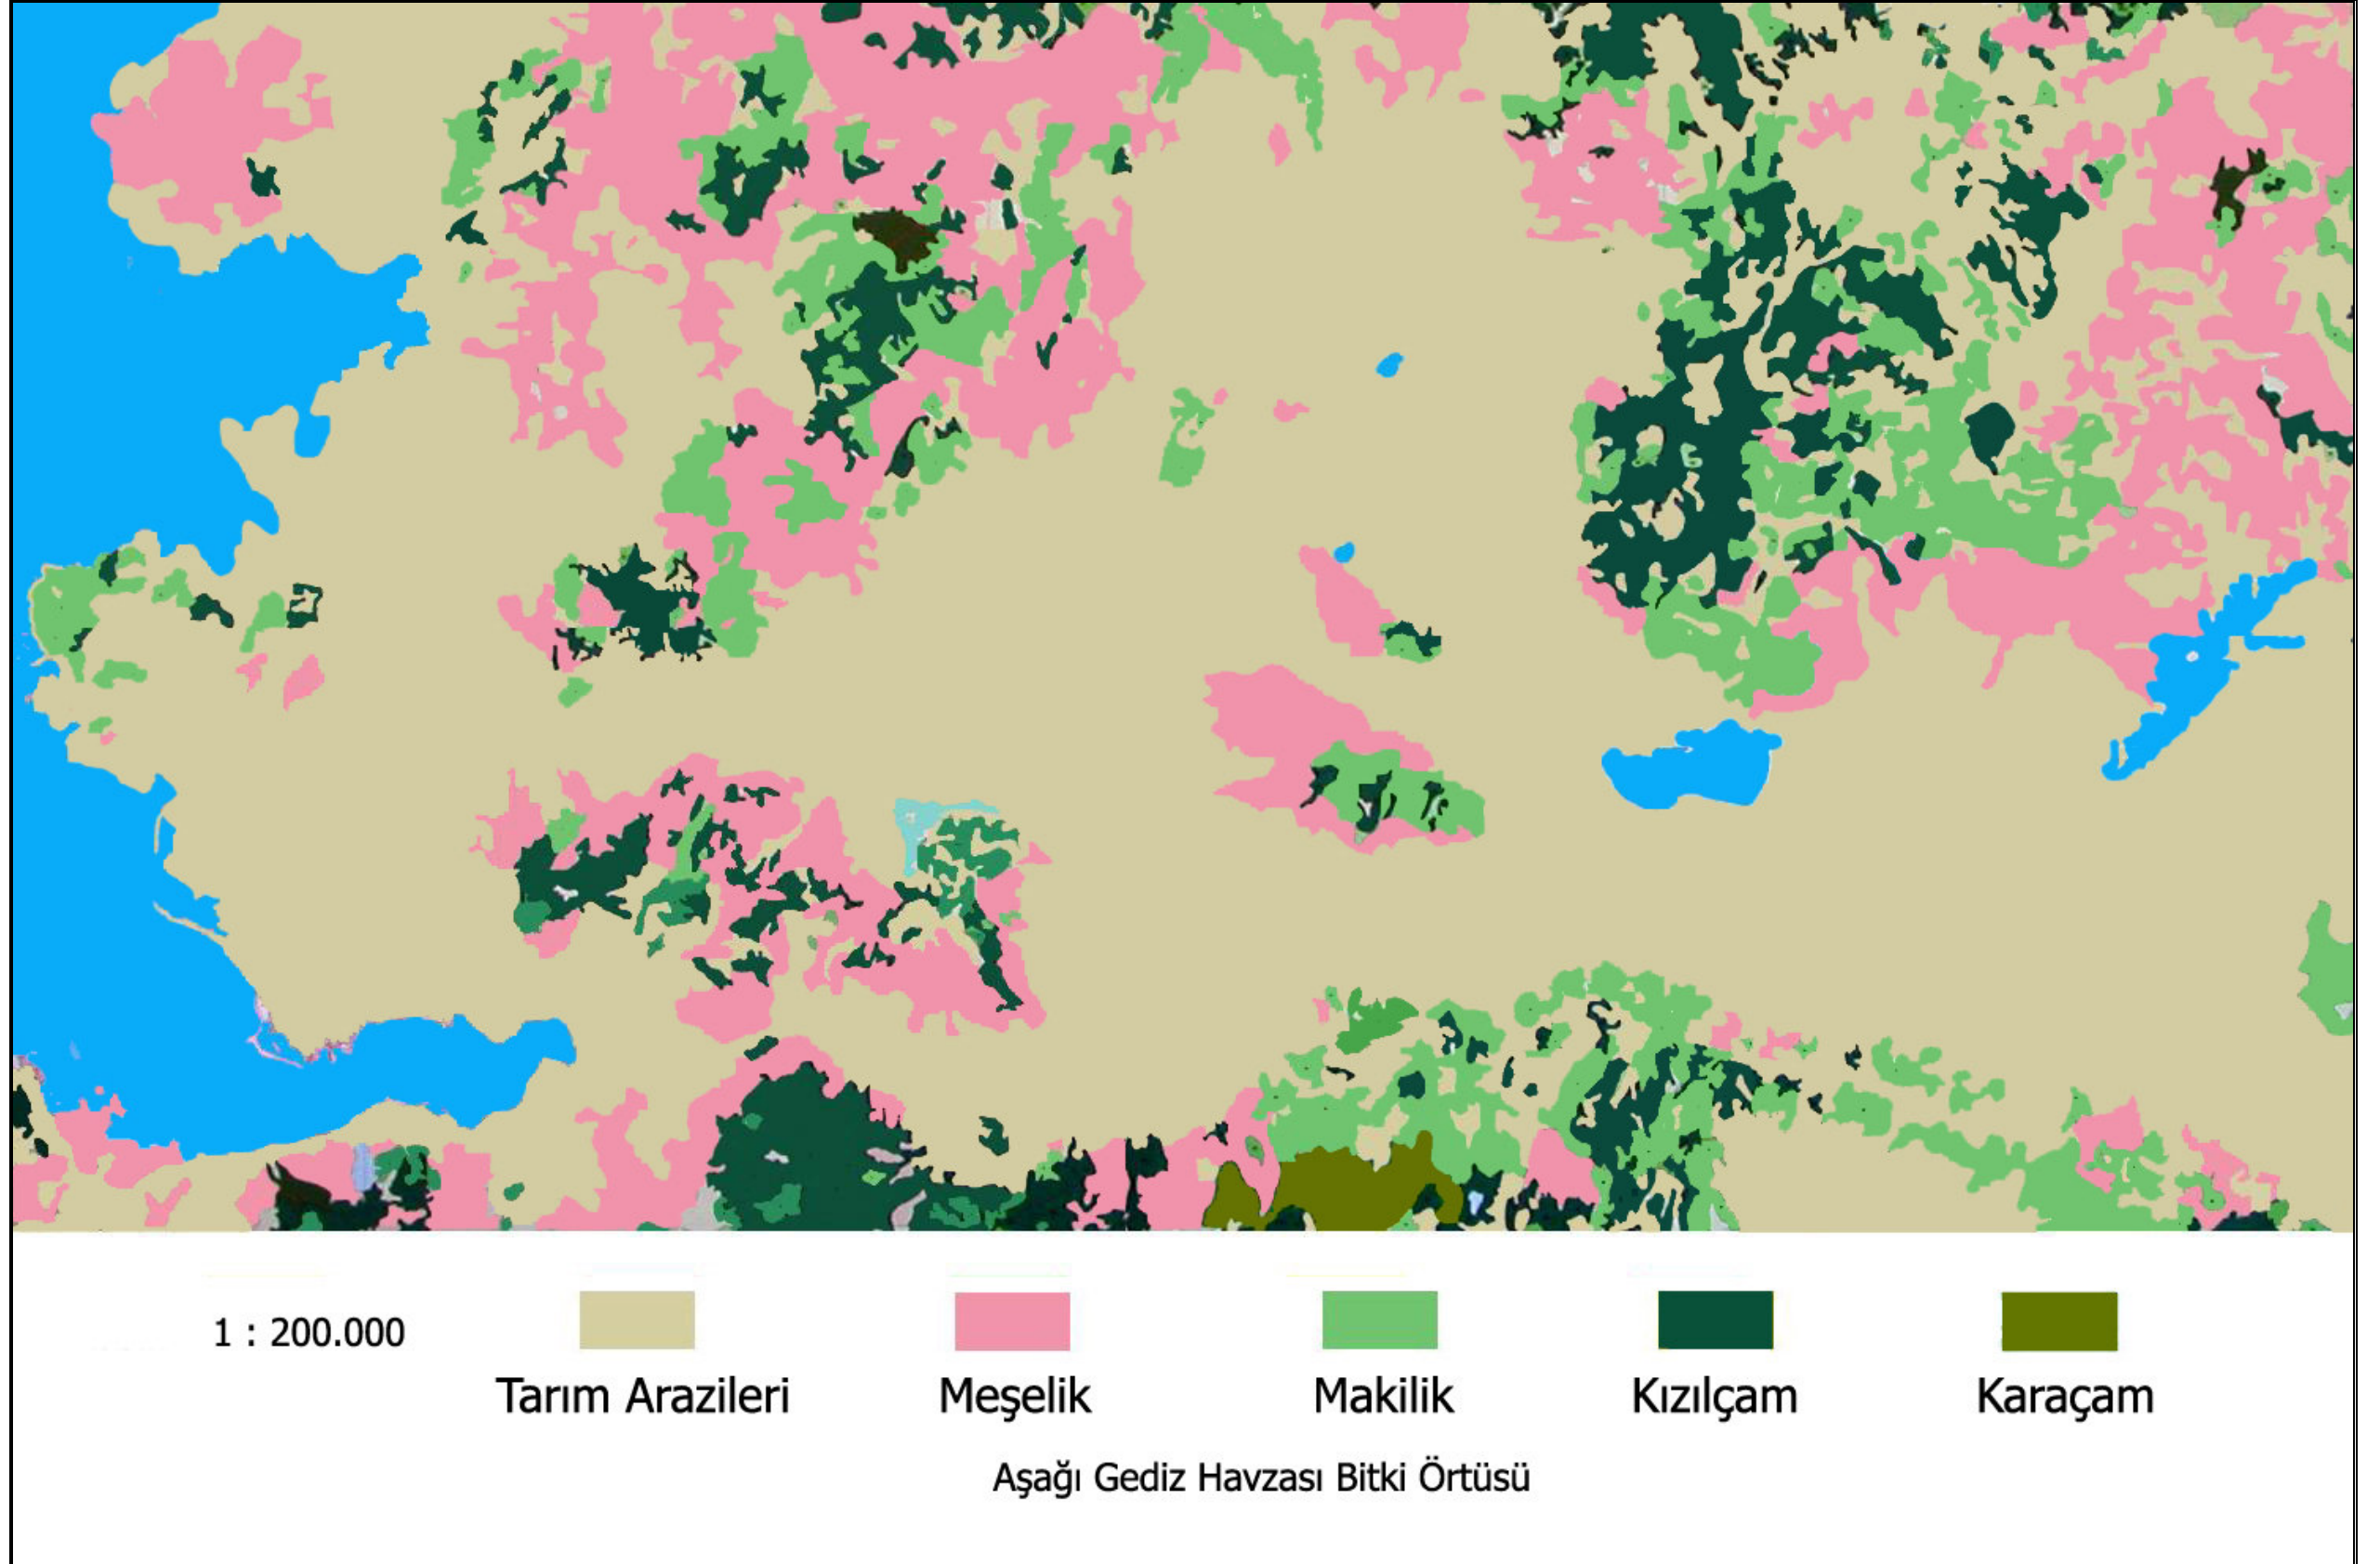 1 : 200.000
Tarım Arazileri
Meşelik
Makilik
Kızılçam
Karaçam
Aşağı Gediz Havzası Bitki Örtüsü